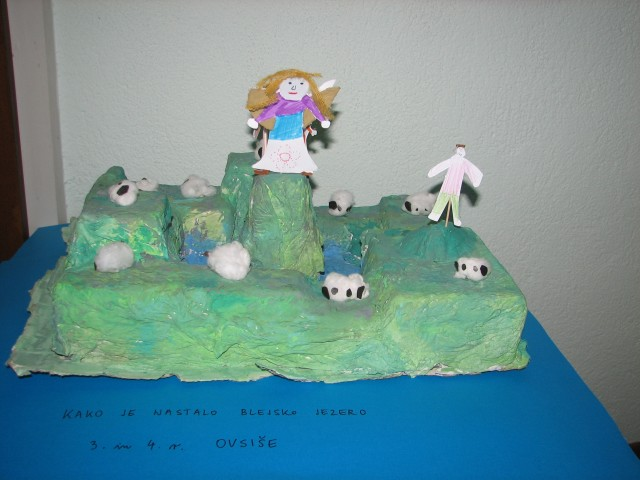 KAKO JE NASTALO BLEJSKO JEZERO
3. in 4. r. OVSIŠE